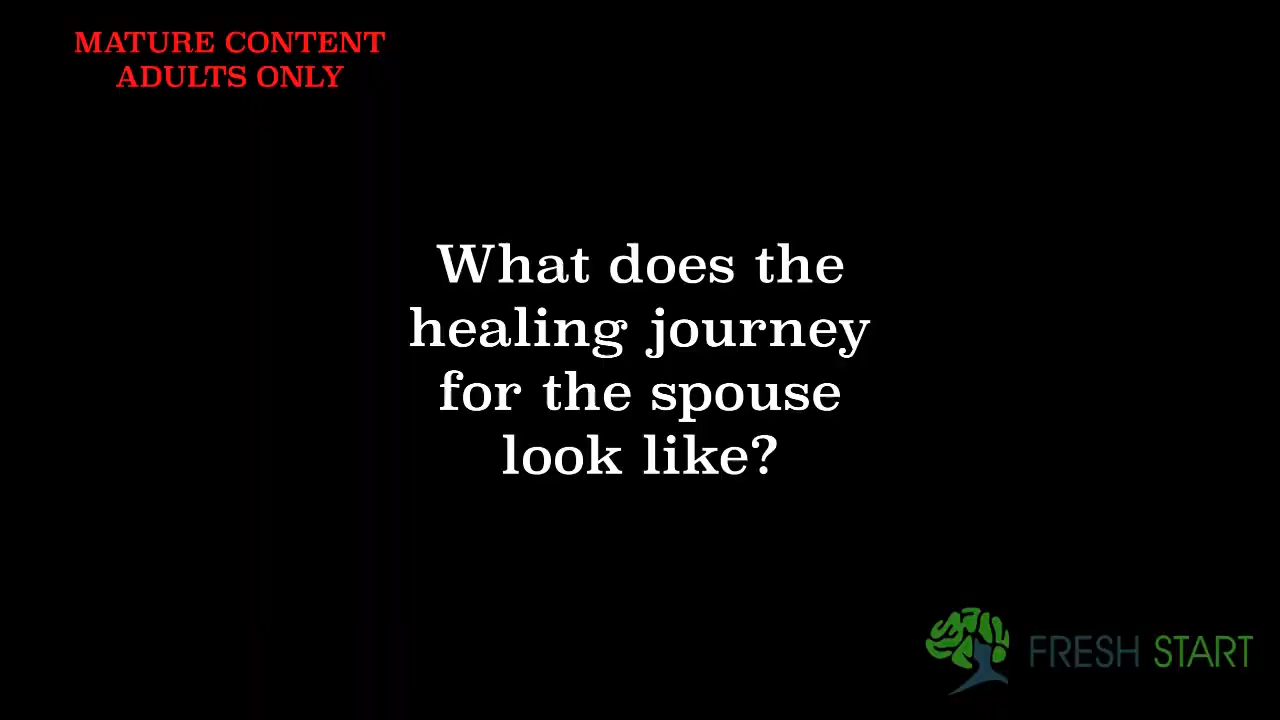 MATURE CONTENT
ADULTS ONLY
What does the
healing journey
for the spouse
look like?
FRESH START